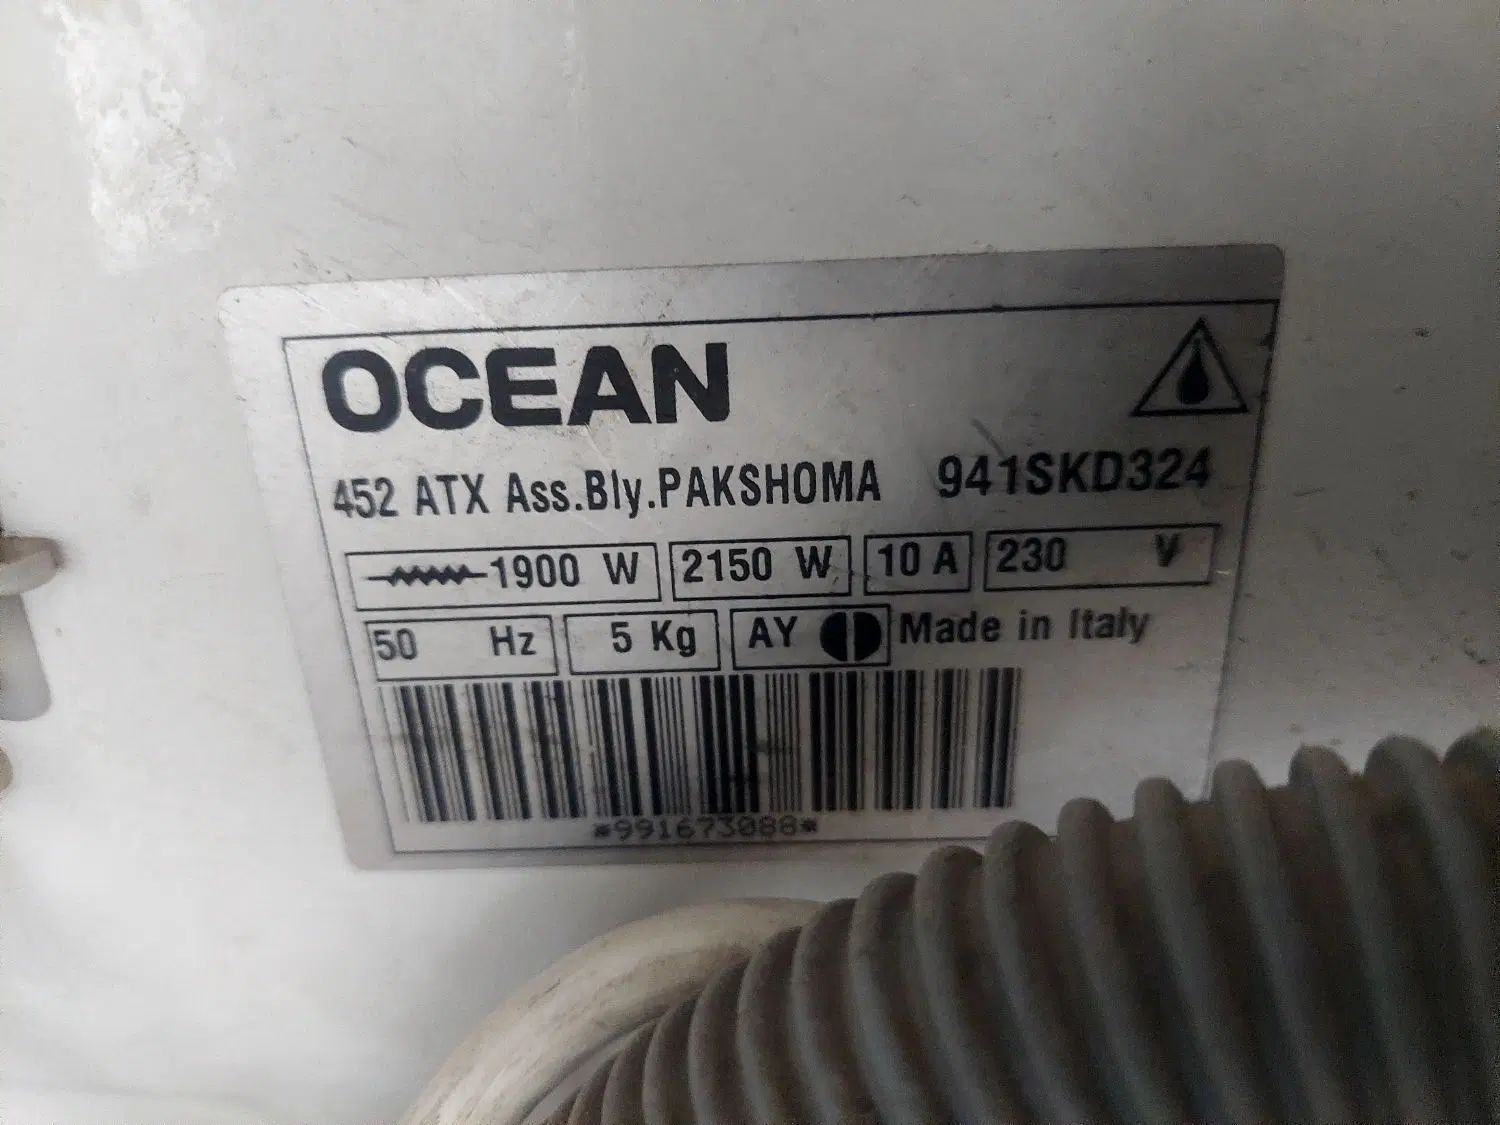 OCEAN
452 ATX Ass.Bly.PAKSHOMA 941SKD324
1900 W 2150 W 10 A 230 V
50 Hz 5 Kg AY Made in Italy
*991673088*